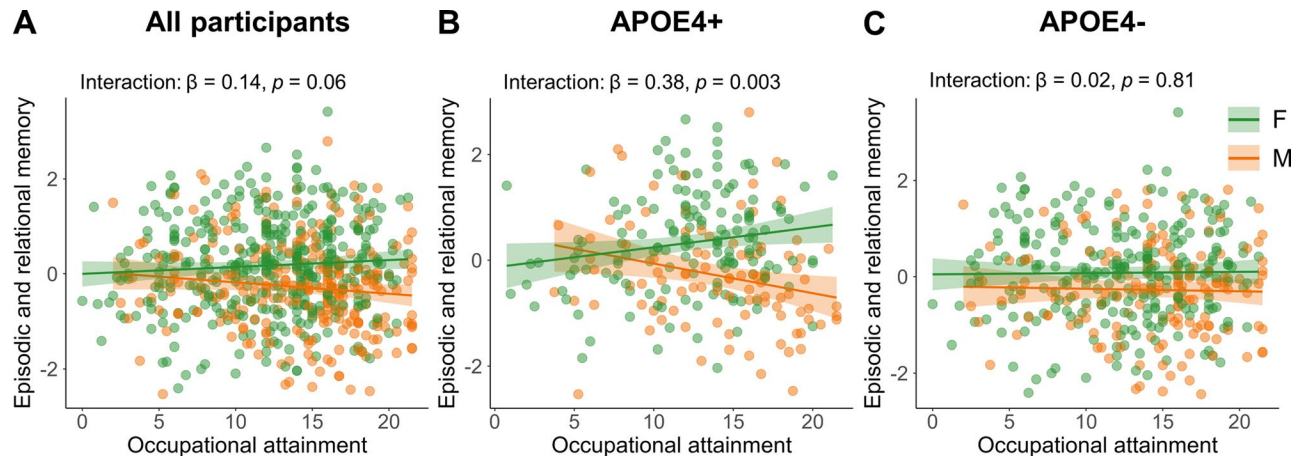 A All participants
Interaction: β = 0.14, p = 0.06
Episodic and relational memory
2
0
-2
0 5 10 15 20
Occupational attainment
B APOE4+
Interaction: β = 0.38, p = 0.003
Episodic and relational memory
2
0
-2
0 5 10 15 20
Occupational attainment
C APOE4-
Interaction: β = 0.02, p = 0.81
Episodic and relational memory
2
0
-2
0 5 10 15 20
Occupational attainment
F
M